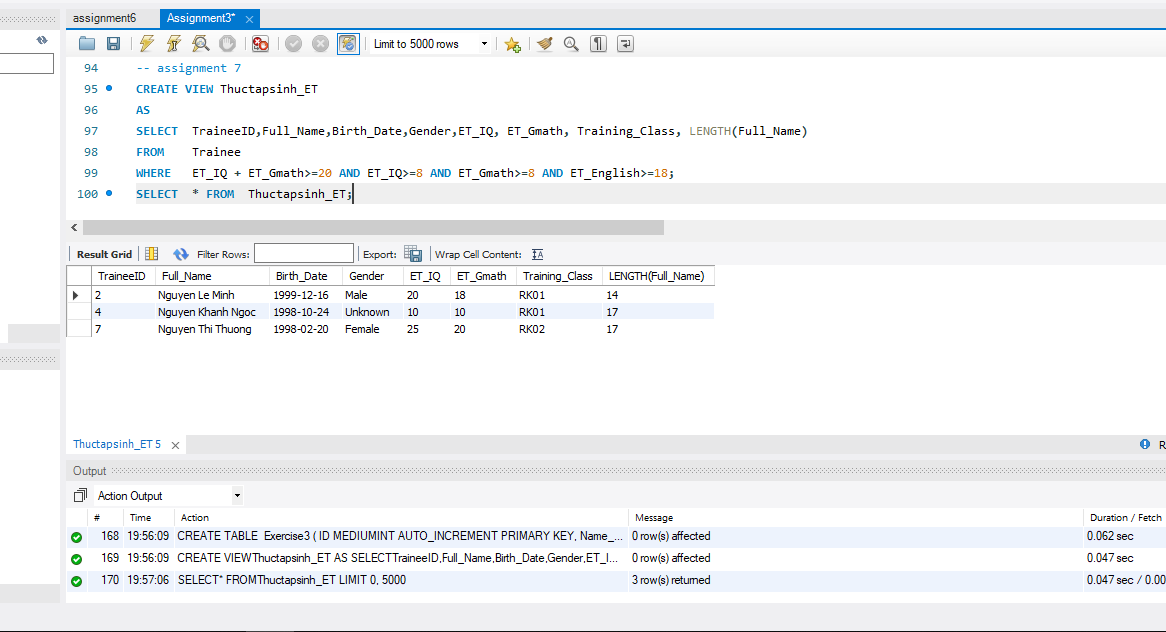 assignment6 Assignment3*
Limit to 5000 rows
94 -- assignment 7
95 CREATE VIEW Thuctapsinh_ET
96 AS
97 SELECT TraineeID,Full_Name,Birth_Date,Gender,ET_IQ, ET_Gmath, Training_Class, LENGTH(Full_Name)
98 FROM Trainee
99 WHERE ET_IQ + ET_Gmath>=20 AND ET_IQ>=8 AND ET_Gmath>=8 AND ET_English>=18;
100 SELECT * FROM Thuctapsinh_ET;
Result Grid Filter Rows: Export: Wrap Cell Content:
TraineeID Full_Name Birth_Date Gender ET_IQ ET_Gmath Training_Class LENGTH(Full_Name)
2 Nguyen Le Minh 1999-12-16 Male 20 18 RK01 14
4 Nguyen Khanh Ngoc 1998-10-24 Unknown 10 10 RK01 17
7 Nguyen Thi Thuong 1998-02-20 Female 25 20 RK02 17
Thuctapsinh_ET 5 R
Output
Action Output
# Time Action Message Duration / Fetch
168 19:56:09 CREATE TABLE Exercise3 ( ID MEDIUMINT AUTO_INCREMENT PRIMARY KEY, Name_... 0 row(s) affected 0.062 sec
169 19:56:09 CREATE VIEWThuctapsinh_ET AS SELECTTraineeID,Full_Name,Birth_Date,Gender,ET_I... 0 row(s) affected 0.047 sec
170 19:57:06 SELECT* FROMThuctapsinh_ET LIMIT 0, 5000 3 row(s) returned 0.047 sec / 0.00